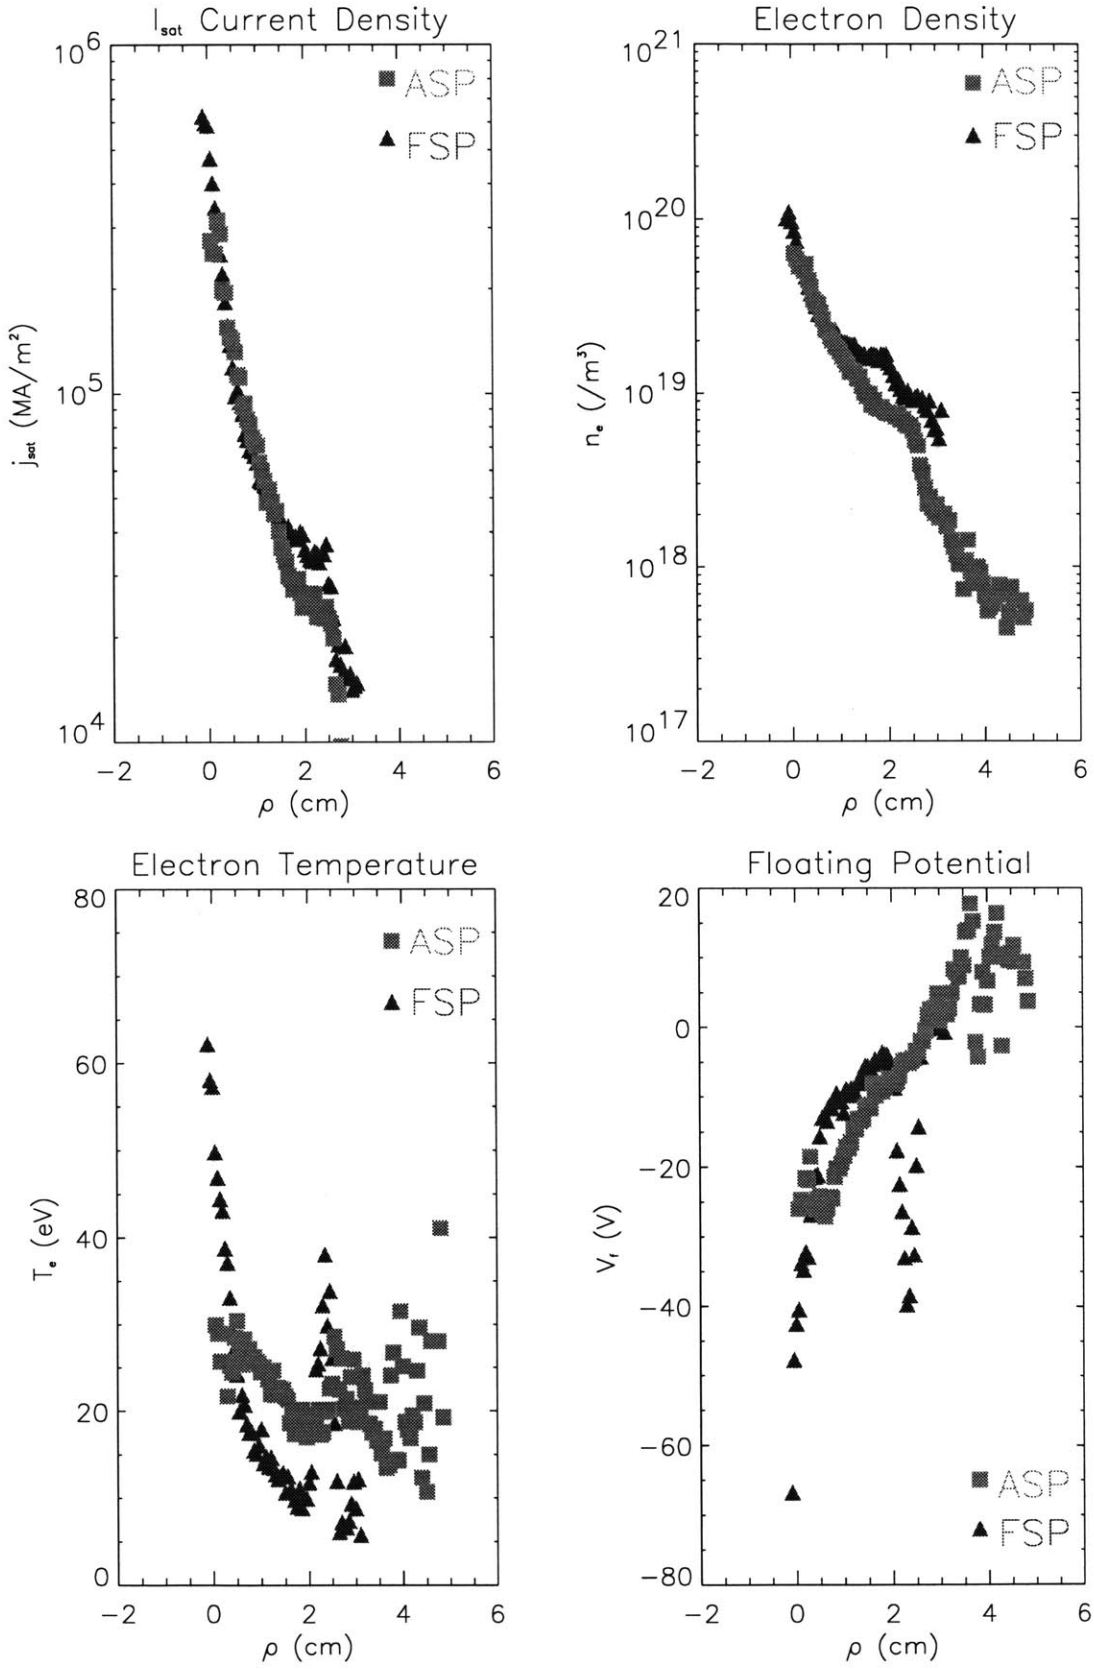 I_sat Current Density
10^6
10^5
10^4
j_sat (MA/m²)
ASP
FSP
−2 0 2 4 6
ρ (cm)
Electron Density
10^21
10^20
10^19
10^18
10^17
n_e (/m³)
ASP
FSP
−2 0 2 4 6
ρ (cm)
Electron Temperature
80
60
40
20
0
T_e (eV)
ASP
FSP
−2 0 2 4 6
ρ (cm)
Floating Potential
20
0
−20
−40
−60
−80
V_f (V)
ASP
FSP
−2 0 2 4 6
ρ (cm)